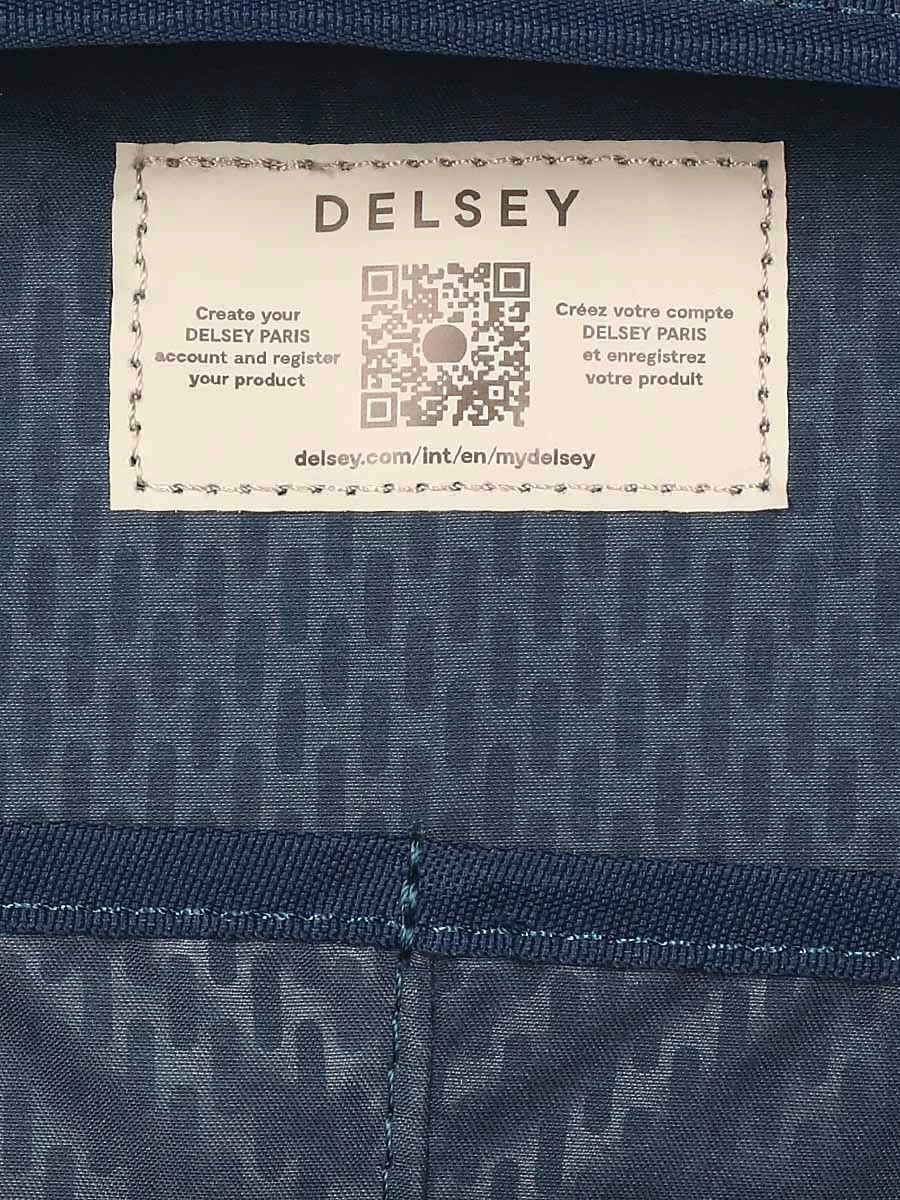 DELSEY
Create your
DELSEY PARIS
account and register
your product
Créez votre compte
DELSEY PARIS
et enregistrez
votre produit
delsey.com/int/en/mydelsey